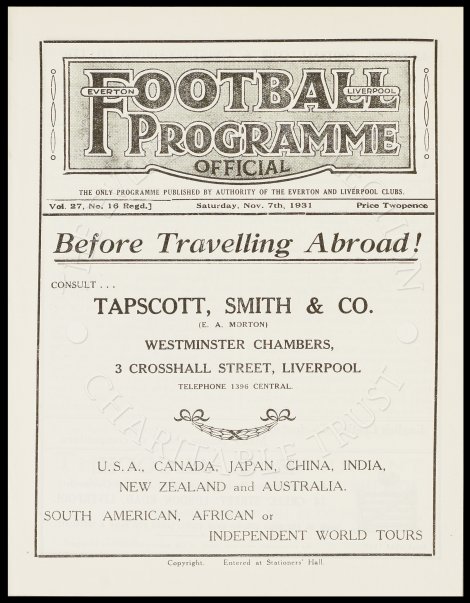 FOOTBALL
EVERTON
LIVERPOOL
PROGRAMME
OFFICIAL
THE ONLY PROGRAMME PUBLISHED BY AUTHORITY OF THE EVERTON AND LIVERPOOL CLUBS.
Vol. 27, No. 16 Regd.] Saturday, Nov. 7th, 1931 Price Twopence
Before Travelling Abroad!
CONSULT . . .
TAPSCOTT, SMITH & CO.
(E. A. MORTON)
WESTMINSTER CHAMBERS,
3 CROSSHALL STREET, LIVERPOOL
TELEPHONE 1396 CENTRAL.
U.S.A., CANADA, JAPAN, CHINA, INDIA,
NEW ZEALAND and AUSTRALIA.
SOUTH AMERICAN, AFRICAN or
INDEPENDENT WORLD TOURS
Copyright. Entered at Stationers' Hall.
CHARITABLE TRUST